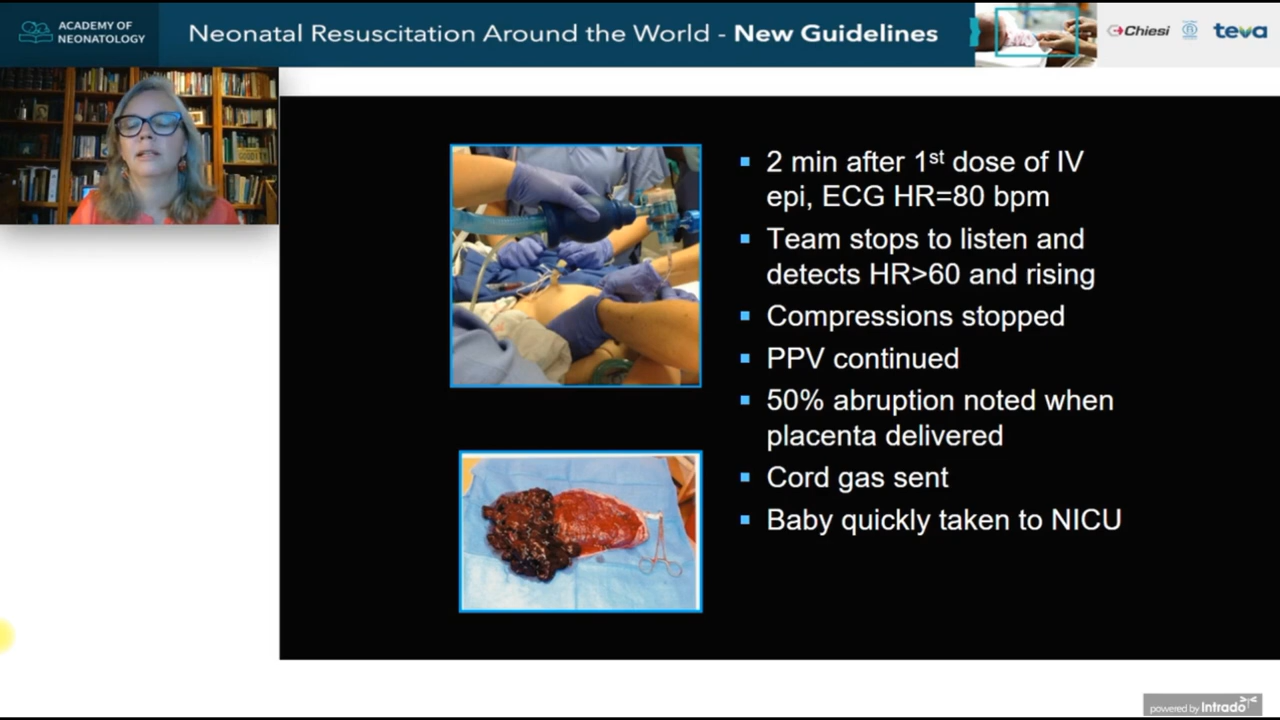 ACADEMY OF
NEONATOLOGY
Neonatal Resuscitation Around the World - New Guidelines
Chiesi
teva
2 min after 1st dose of IV
epi, ECG HR=80 bpm
Team stops to listen and
detects HR>60 and rising
Compressions stopped
PPV continued
50% abruption noted when
placenta delivered
Cord gas sent
Baby quickly taken to NICU
powered by Intrado